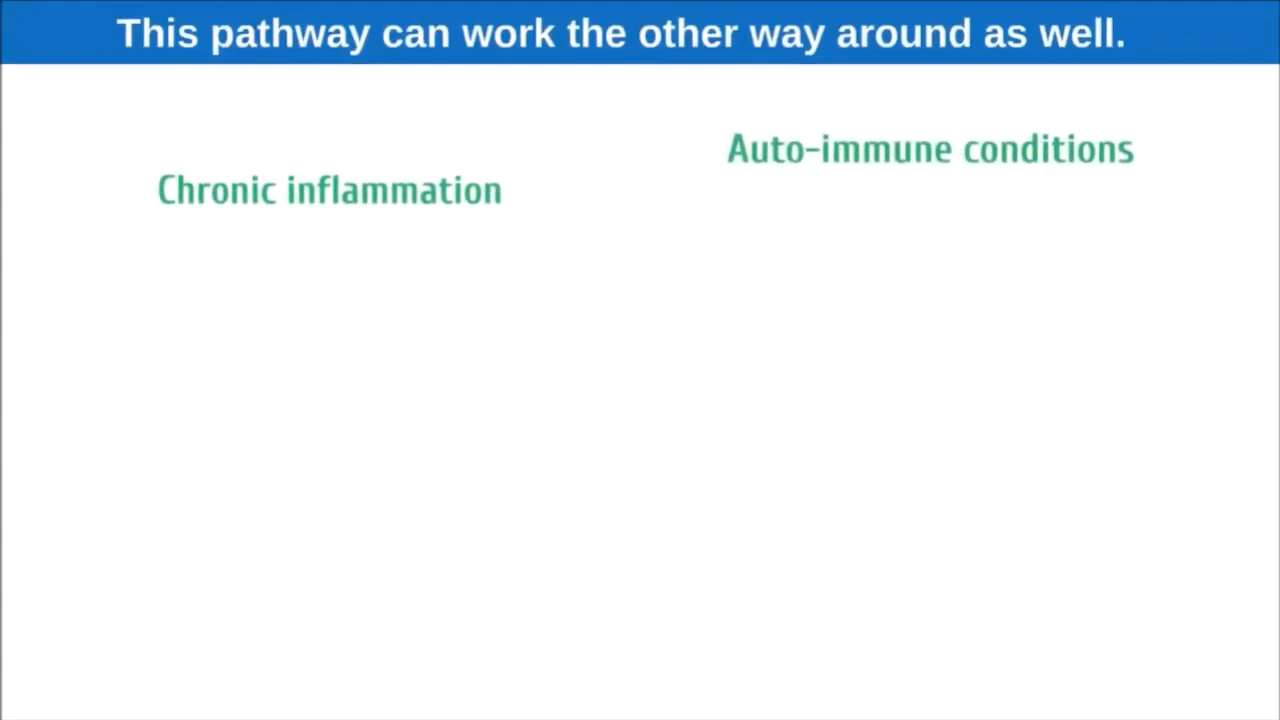 This pathway can work the other way around as well.
Auto-immune conditions
Chronic inflammation